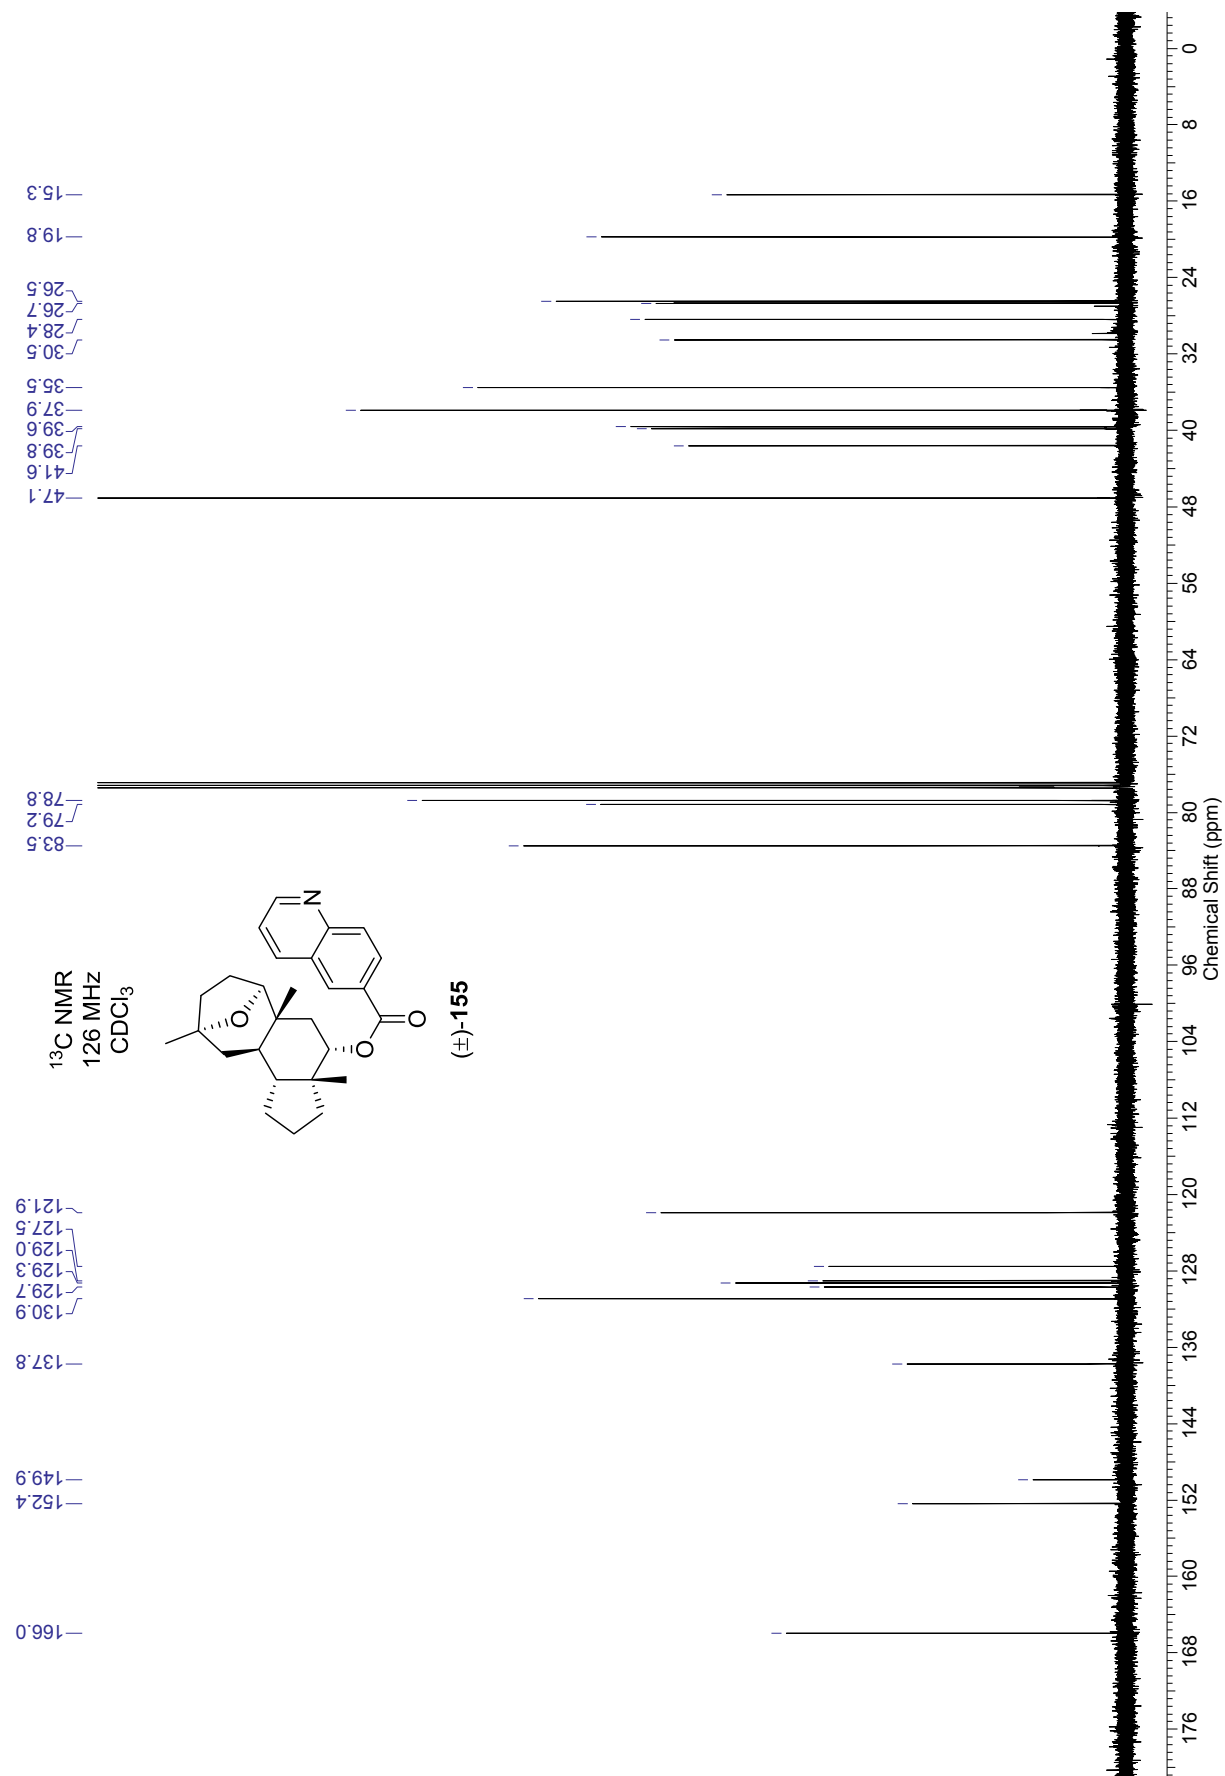 ¹³C NMR
126 MHz
CDCl₃
O
O
O
N
(±)-155
166.0
152.4
149.9
137.8
130.9
129.7
129.3
129.0
127.5
121.9
83.5
79.2
78.8
47.1
41.6
39.8
39.6
37.9
35.5
30.5
28.4
26.7
26.5
19.8
15.3
176 168 160 152 144 136 128 120 112 104 96 88 80 72 64 56 48 40 32 24 16 8 0
Chemical Shift (ppm)